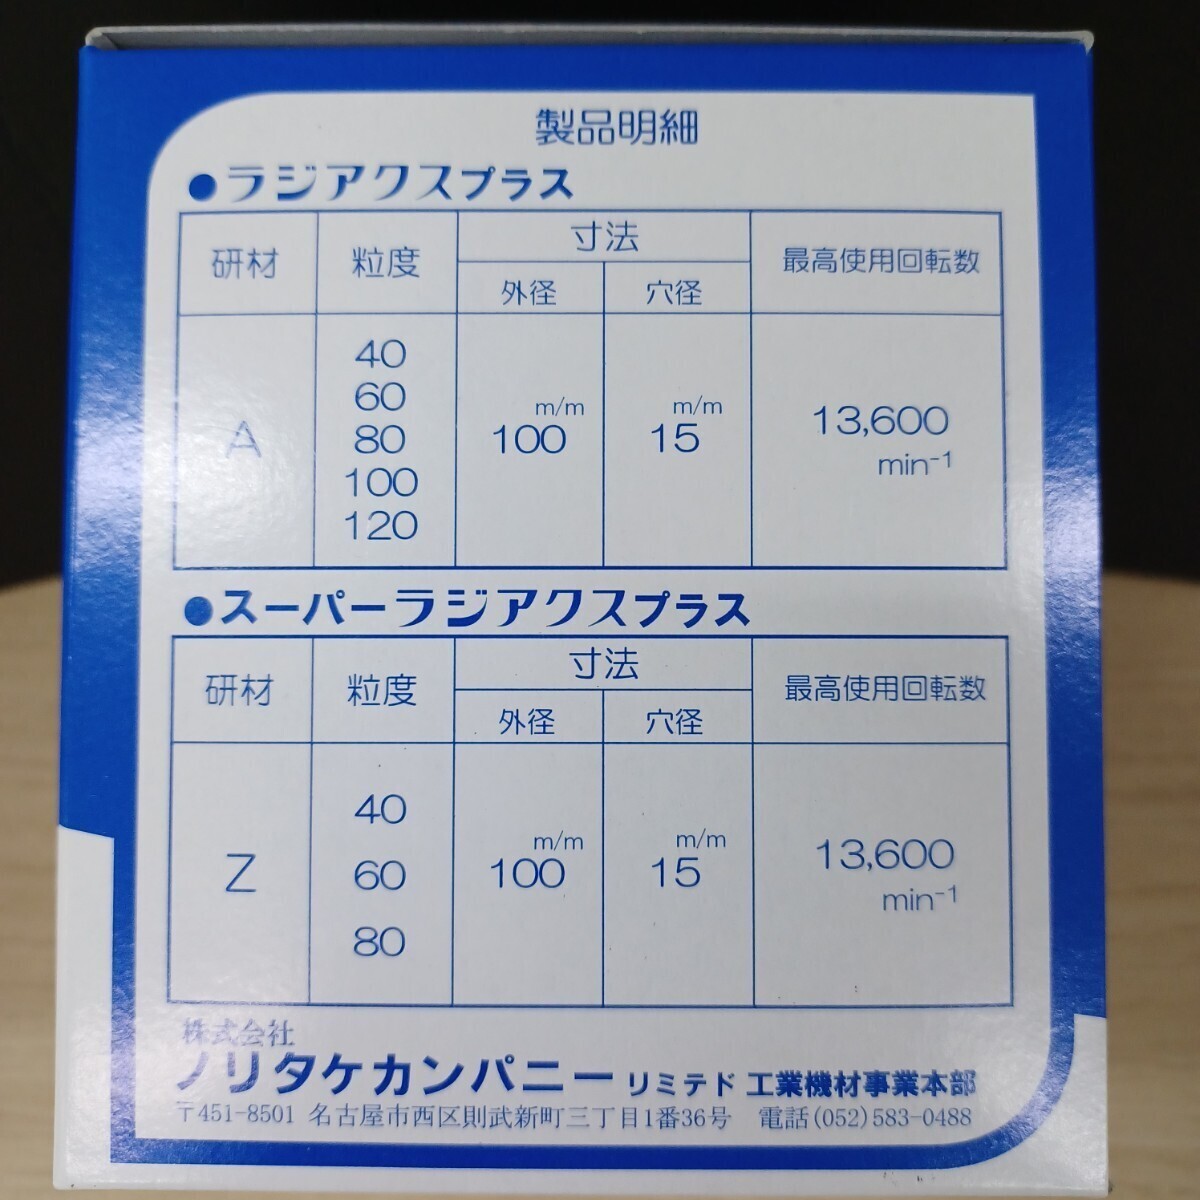 製品明細
●ラジアクスプラス
研材 粒度 寸法 最高使用回転数
外径 穴径
A 40 60 80 100 120 100m/m 15m/m 13,600 min⁻¹
●スーパーラジアクスプラス
研材 粒度 寸法 最高使用回転数
外径 穴径
Z 40 60 80 100m/m 15m/m 13,600 min⁻¹
株式会社
ノリタケカンパニーリミテド 工業機材事業本部
〒451-8501 名古屋市西区則武新町三丁目1番36号 電話(052)583-0488